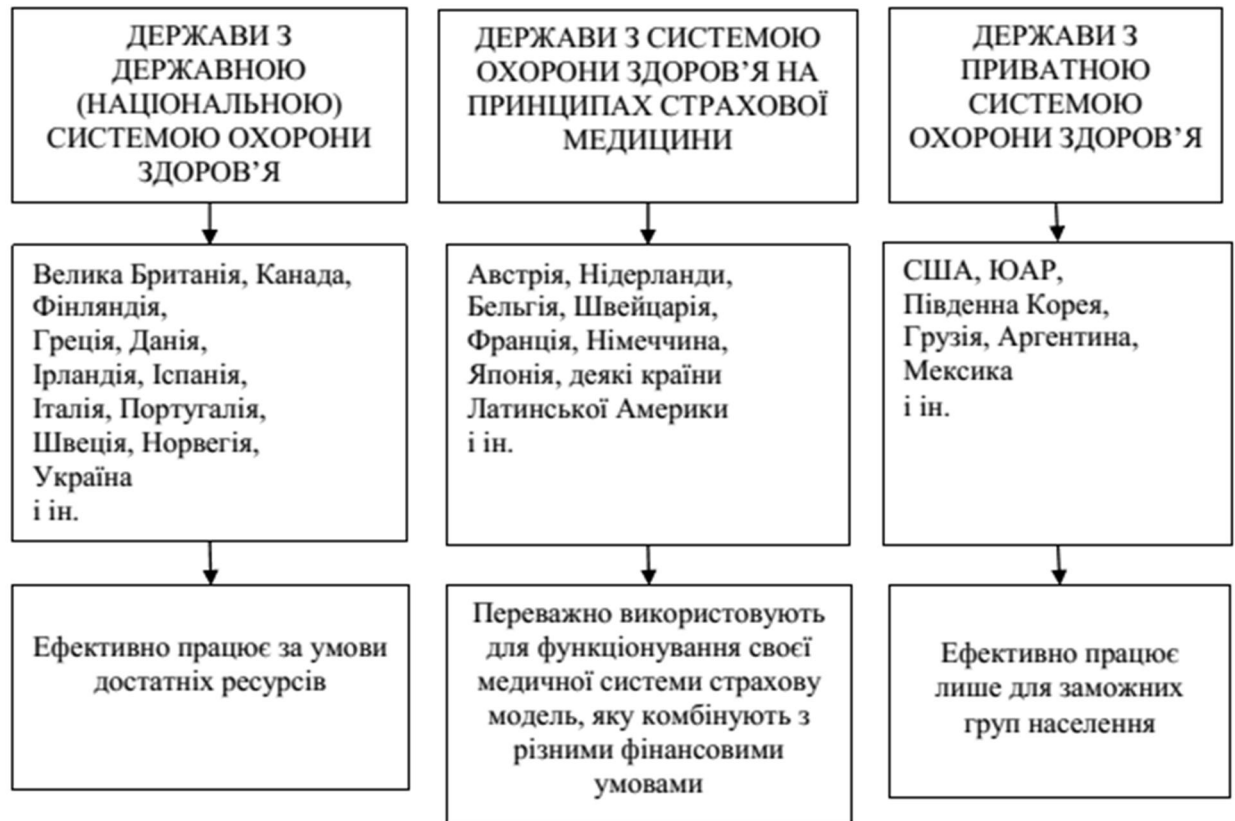 ДЕРЖАВИ З
ДЕРЖАВНОЮ
(НАЦІОНАЛЬНОЮ)
СИСТЕМОЮ ОХОРОНИ
ЗДОРОВ’Я
Велика Британія, Канада,
Фінляндія,
Греція, Данія,
Ірландія, Іспанія,
Італія, Португалія,
Швеція, Норвегія,
Україна
і ін.
Ефективно працює за умови
достатніх ресурсів
ДЕРЖАВИ З СИСТЕМОЮ
ОХОРОНИ ЗДОРОВ’Я НА
ПРИНЦИПАХ СТРАХОВОЇ
МЕДИЦИНИ
Австрія, Нідерланди,
Бельгія, Швейцарія,
Франція, Німеччина,
Японія, деякі країни
Латинської Америки
і ін.
Переважно використовують
для функціонування своєї
медичної системи страхову
модель, яку комбінують з
різними фінансовими
умовами
ДЕРЖАВИ З
ПРИВАТНОЮ
СИСТЕМОЮ
ОХОРОНИ ЗДОРОВ’Я
США, ЮАР,
Південна Корея,
Грузія, Аргентина,
Мексика
і ін.
Ефективно працює
лише для заможних
груп населення